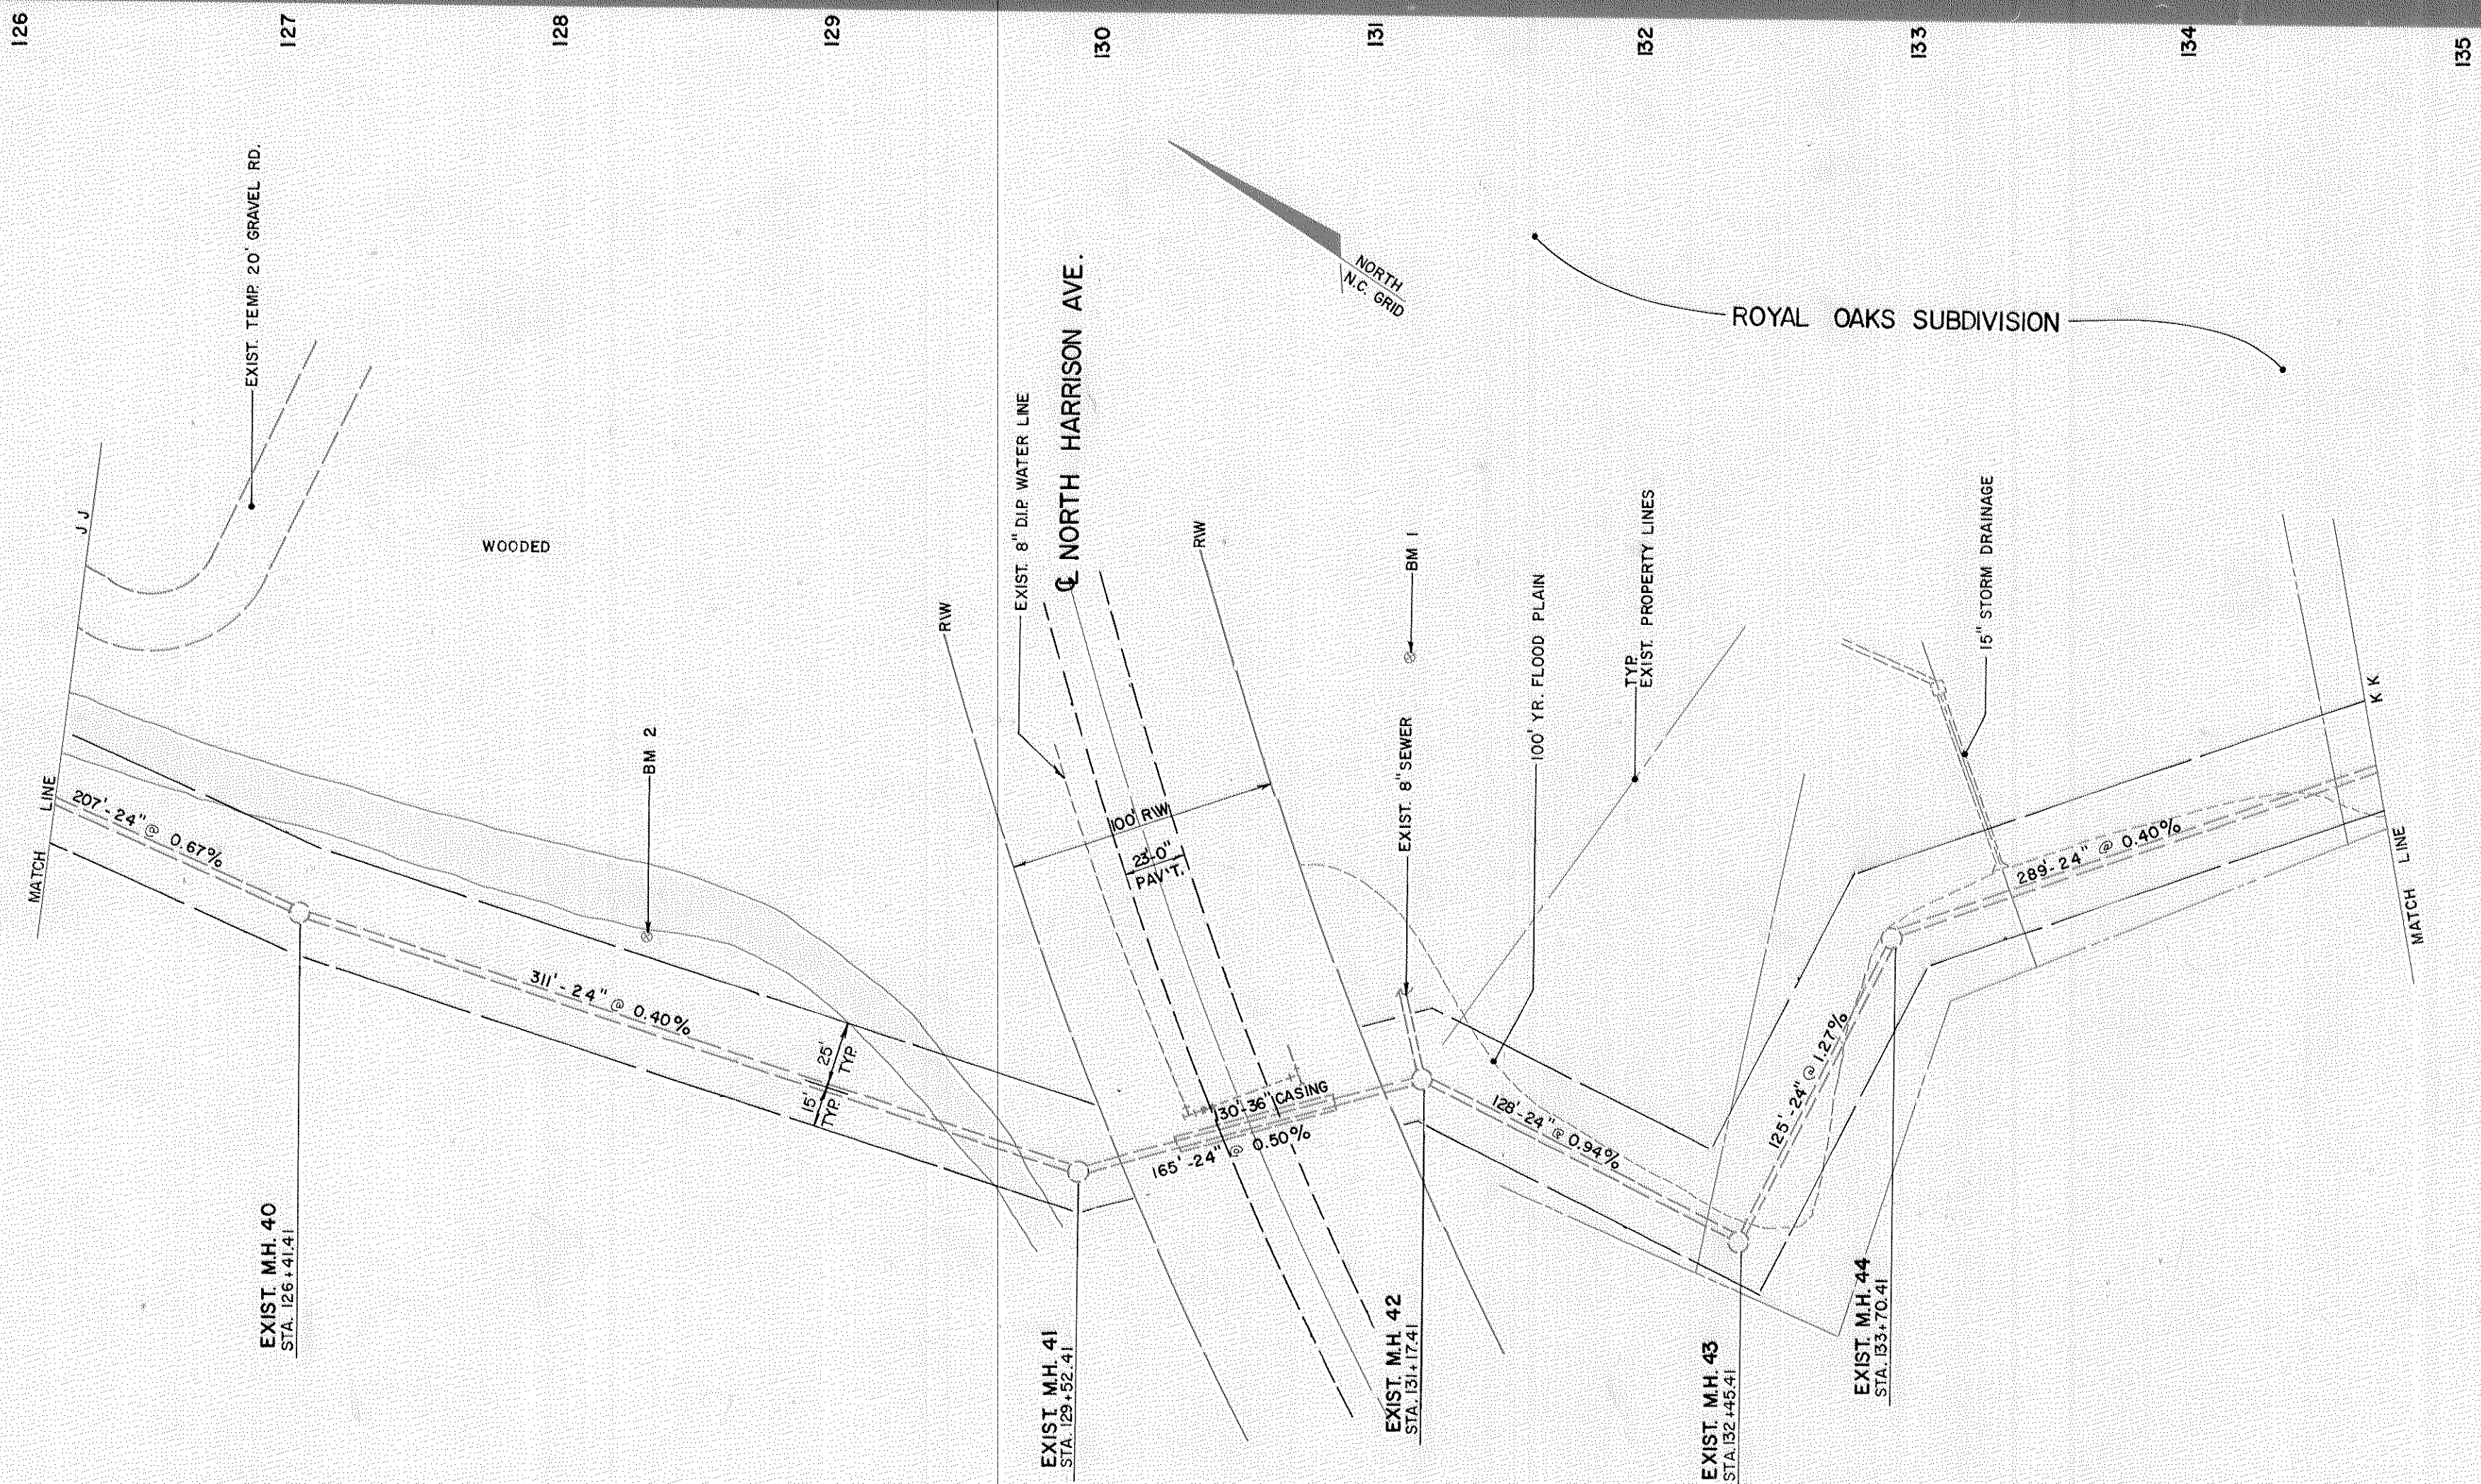 126
127
128
129
130
131
132
133
134
135
EXIST. TEMP. 20' GRAVEL RD.
J J
WOODED
MATCH LINE
207'-24" @ 0.67%
BM 2
311'-24" @ 0.40%
25'
TYP.
15'
TYP.
EXIST. M.H. 40
STA. 126+41.41
EXIST. M.H. 41
STA. 129+52.41
RW
EXIST. 8" D.I.P. WATER LINE
℄ NORTH HARRISON AVE.
RW
NORTH
N.C. GRID
ROYAL OAKS SUBDIVISION
100' R\W
23'-0"
PAV'T.
130'-36" CASING
165'-24" @ 0.50%
BM 1
EXIST. 8" SEWER
100' YR. FLOOD PLAIN
TYP.
EXIST. PROPERTY LINES
15" STORM DRAINAGE
EXIST. M.H. 42
STA. 131+17.41
128'-24" @ 0.94%
125'-24" @ 1.27%
289'-24" @ 0.40%
EXIST. M.H. 43
STA. 132+45.41
EXIST. M.H. 44
STA. 133+70.41
K K
MATCH LINE